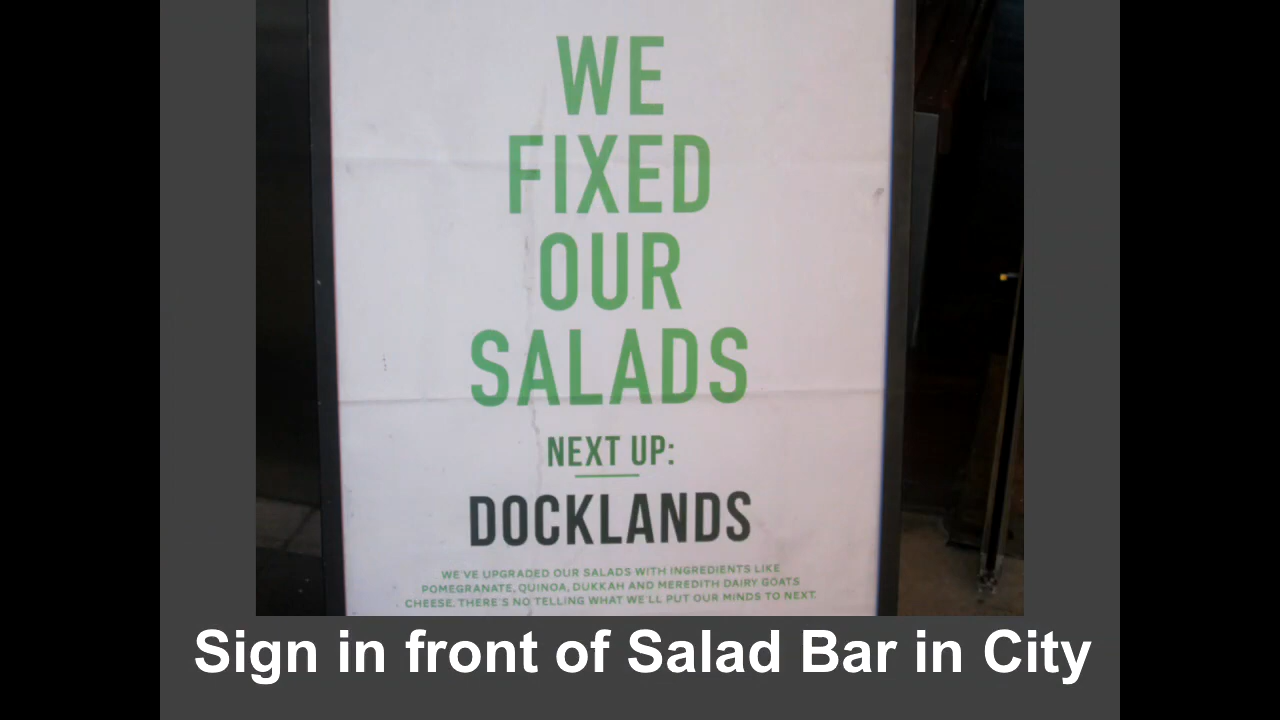 WE
FIXED
OUR
SALADS
NEXT UP:
DOCKLANDS
WE'VE UPGRADED OUR SALADS WITH INGREDIENTS LIKE
POMEGRANATE, QUINOA, DUKKAH AND MEREDITH DAIRY GOATS
CHEESE. THERE'S NO TELLING WHAT WE'LL PUT OUR MINDS TO NEXT.
Sign in front of Salad Bar in City